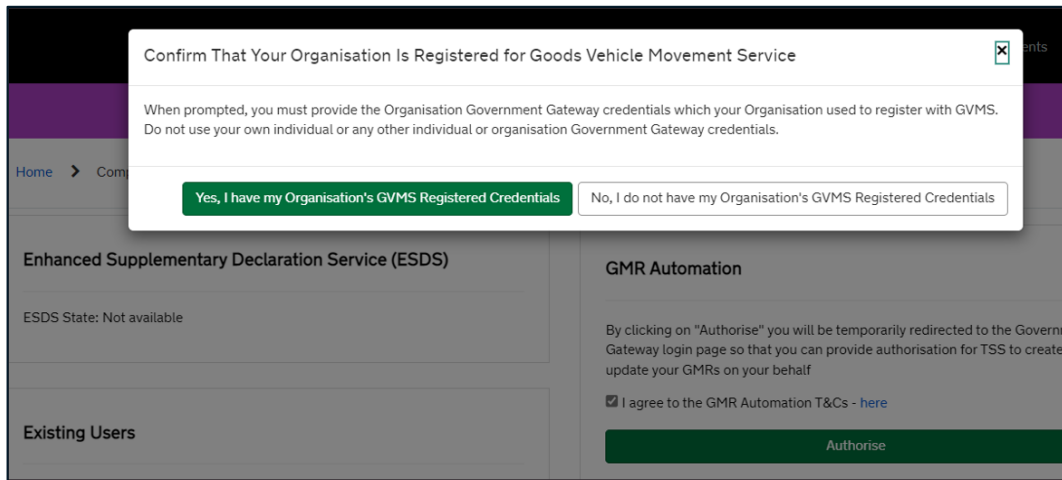 Confirm That Your Organisation Is Registered for Goods Vehicle Movement Service
×
ents
When prompted, you must provide the Organisation Government Gateway credentials which your Organisation used to register with GVMS.
Do not use your own individual or any other individual or organisation Government Gateway credentials.
Home > Comp
Yes, I have my Organisation's GVMS Registered Credentials
No, I do not have my Organisation's GVMS Registered Credentials
Enhanced Supplementary Declaration Service (ESDS)
ESDS State: Not available
GMR Automation
By clicking on "Authorise" you will be temporarily redirected to the Governm
Gateway login page so that you can provide authorisation for TSS to create
update your GMRs on your behalf
I agree to the GMR Automation T&Cs - here
Authorise
Existing Users